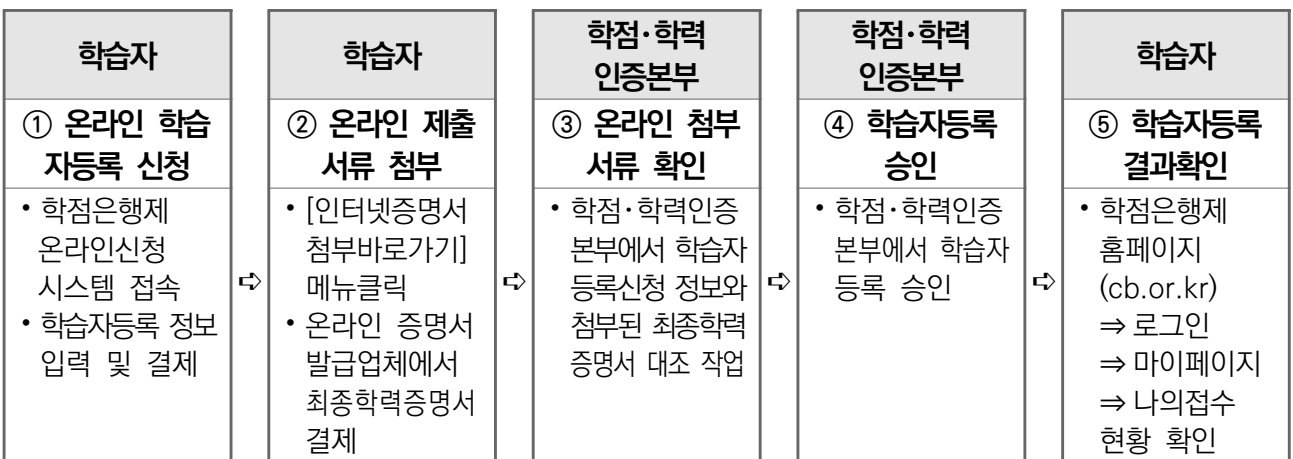 학습자
① 온라인 학습
자등록 신청
• 학점은행제
온라인신청
시스템 접속
• 학습자등록 정보
입력 및 결제
➪
학습자
② 온라인 제출
서류 첨부
• [인터넷증명서
첨부바로가기]
메뉴클릭
• 온라인 증명서
발급업체에서
최종학력증명서
결제
➪
학점·학력
인증본부
③ 온라인 첨부
서류 확인
• 학점·학력인증
본부에서 학습자
등록신청 정보와
첨부된 최종학력
증명서 대조 작업
➪
학점·학력
인증본부
④ 학습자등록
승인
• 학점·학력인증
본부에서 학습자
등록 승인
➪
학습자
⑤ 학습자등록
결과확인
• 학점은행제
홈페이지
(cb.or.kr)
⇒ 로그인
⇒ 마이페이지
⇒ 나의접수
현황 확인